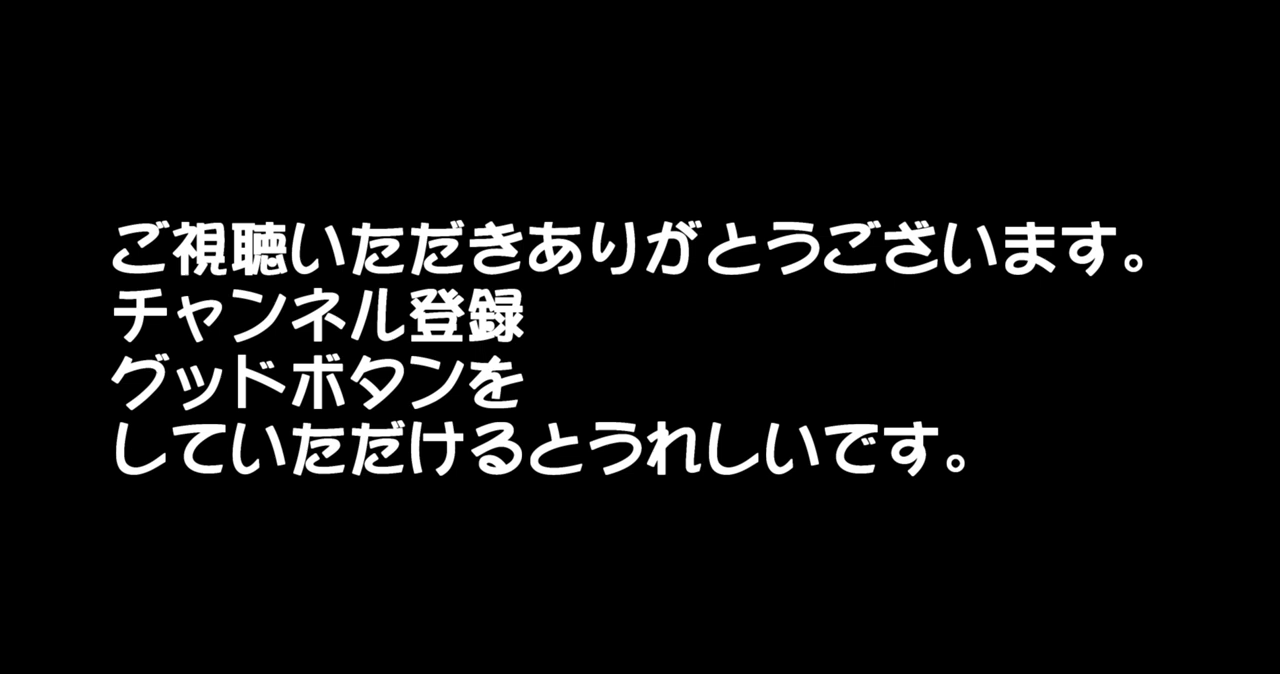 ご視聴いただきありがとうございます。
チャンネル登録
グッドボタンを
していただけるとうれしいです。